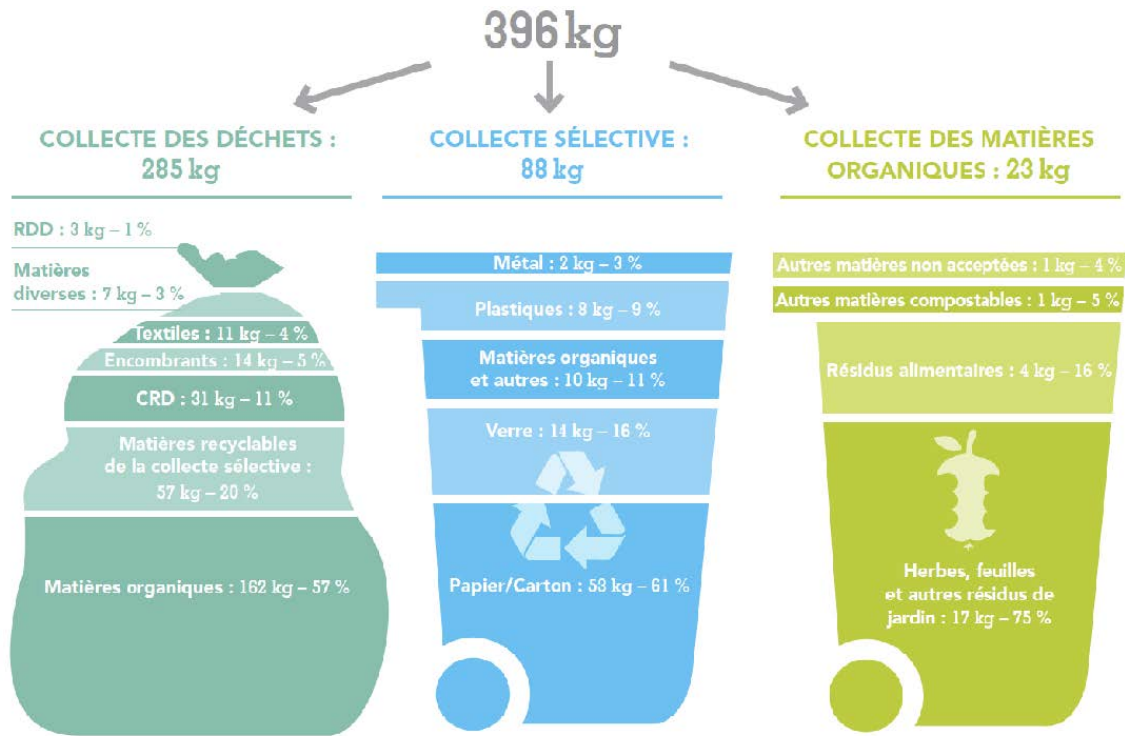 396 kg
COLLECTE DES DÉCHETS :
285 kg
RDD : 3 kg – 1 %
Matières
diverses : 7 kg – 3 %
Textiles : 11 kg – 4 %
Encombrants : 14 kg – 5 %
CRD : 31 kg – 11 %
Matières recyclables
de la collecte sélective :
57 kg – 20 %
Matières organiques : 162 kg – 57 %
COLLECTE SÉLECTIVE :
88 kg
Métal : 2 kg – 3 %
Plastiques : 8 kg – 9 %
Matières organiques
et autres : 10 kg – 11 %
Verre : 14 kg – 16 %
Papier/Carton : 53 kg – 61 %
COLLECTE DES MATIÈRES
ORGANIQUES : 23 kg
Autres matières non acceptées : 1 kg – 4 %
Autres matières compostables : 1 kg – 5 %
Résidus alimentaires : 4 kg – 16 %
Herbes, feuilles
et autres résidus de
jardin : 17 kg – 75 %